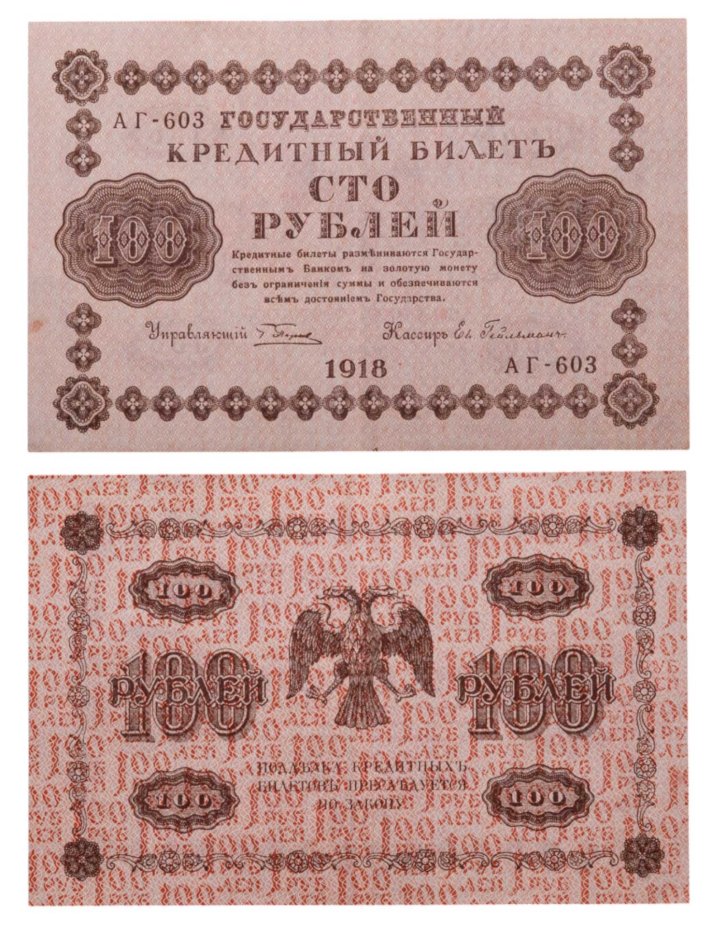 АГ-603 ГОСУДАРСТВЕННЫЙ
КРЕДИТНЫЙ БИЛЕТЪ
СТО
РУБЛЕЙ
100 100
Кредитные билеты размѣниваются Государ-
ственнымъ Банкомъ на золотую монету
безъ ограниченія суммы и обезпечиваются
всѣмъ достояніемъ Государства.
Управляющій Кассиръ Ев. Гейльманъ
1918 АГ-603
100 100
100 100
РУБЛЕЙ РУБЛЕЙ
ПОДДѢЛКА КРЕДИТНЫХЪ
БИЛЕТОВЪ ПРЕСЛѢДУЕТСЯ
ПО ЗАКОНУ
100 100